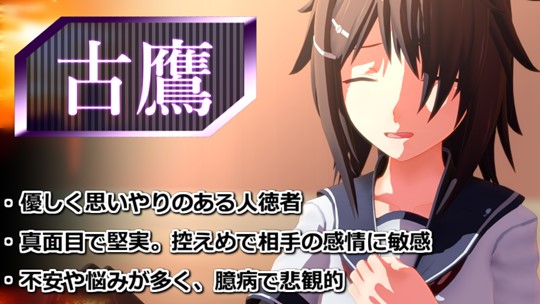 古鷹
・優しく思いやりのある人徳者
・真面目で堅実。控えめで相手の感情に敏感
・不安や悩みが多く、臆病で悲観的